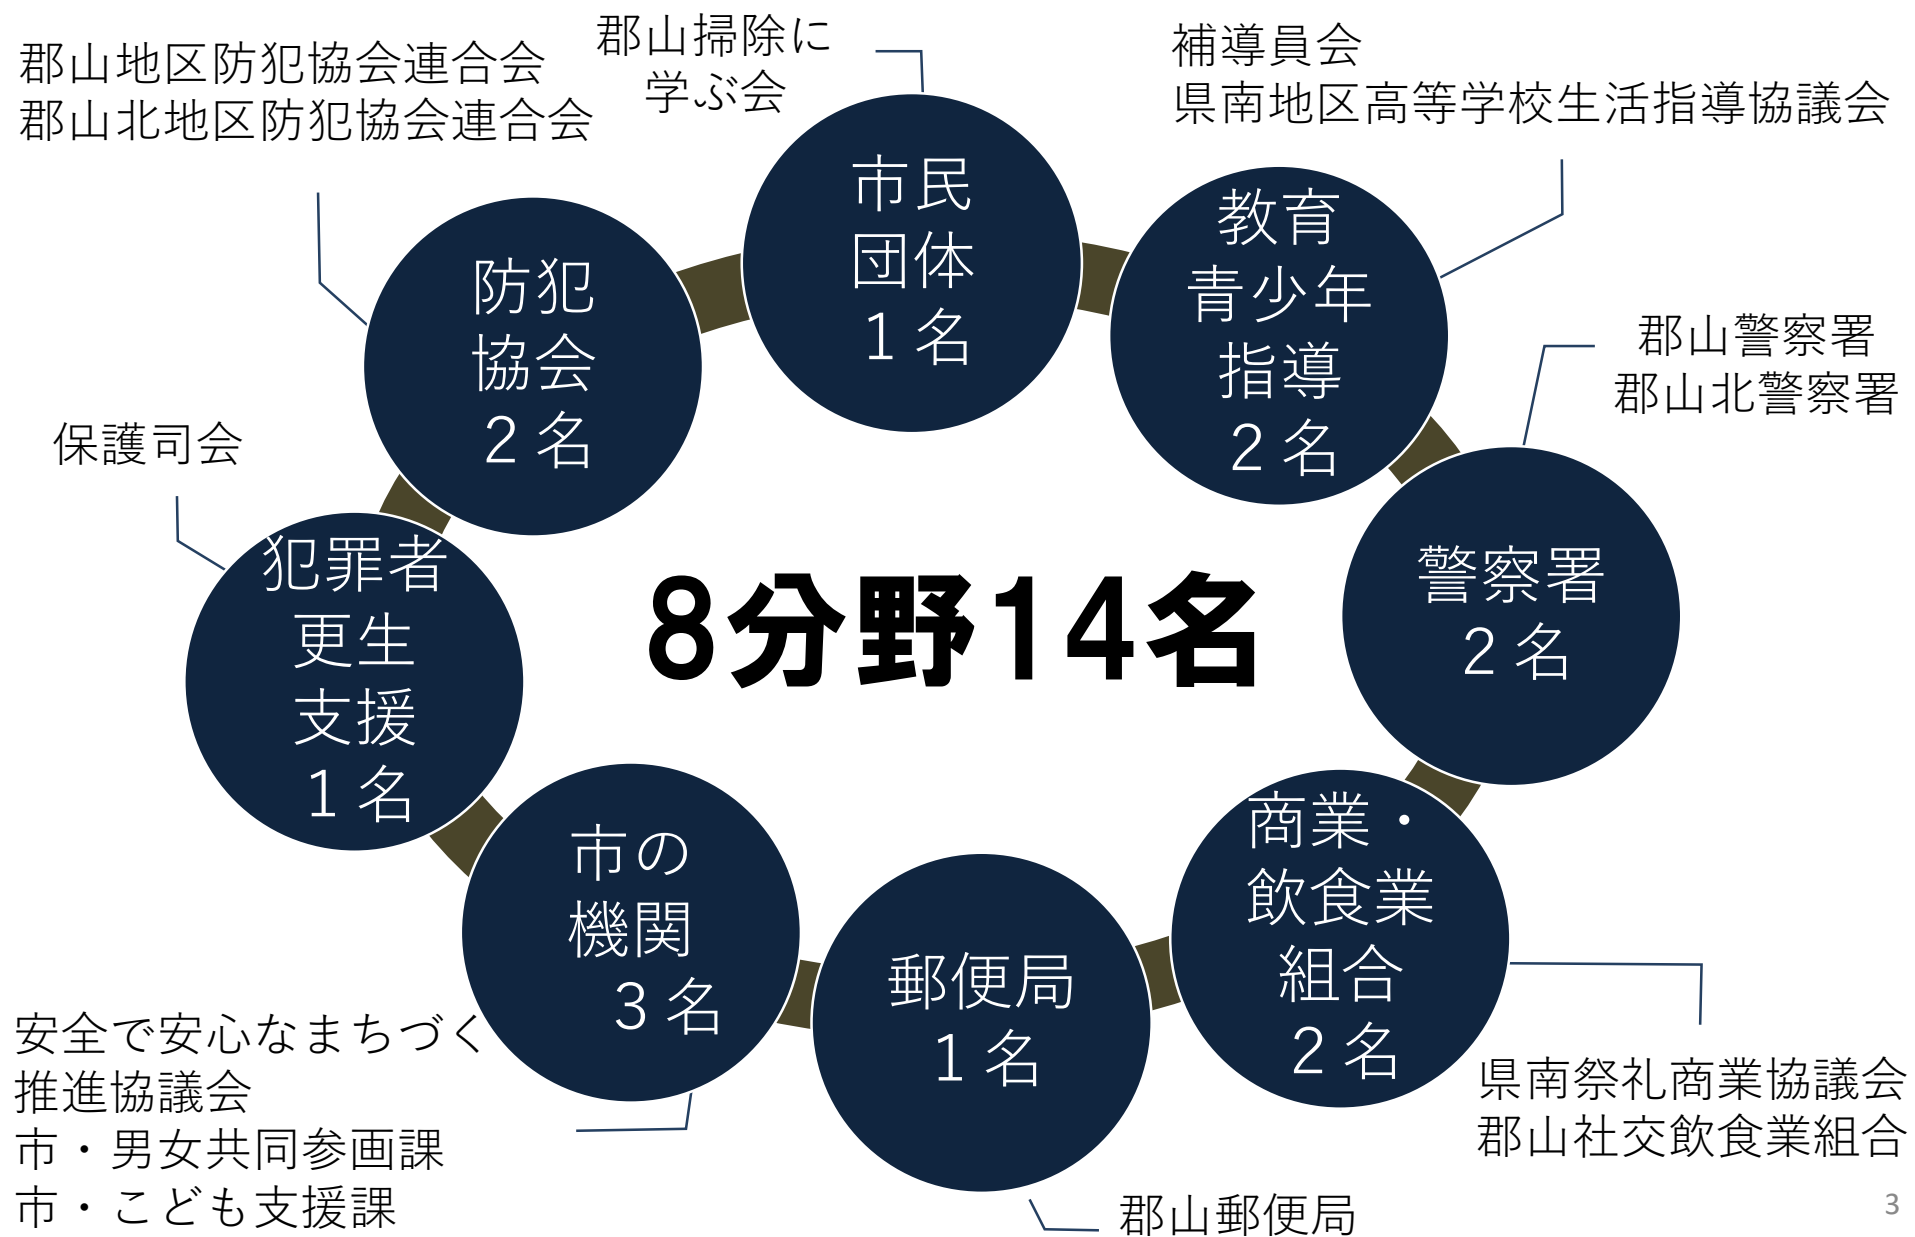 郡山地区防犯協会連合会
郡山北地区防犯協会連合会
郡山掃除に
学ぶ会
補導員会
県南地区高等学校生活指導協議会
市民
団体
１名
教育
青少年
指導
２名
防犯
協会
２名
郡山警察署
郡山北警察署
保護司会
犯罪者
更生
支援
１名
8分野14名
警察署
２名
市の
機関
３名
郵便局
１名
商業・
飲食業
組合
２名
安全で安心なまちづく
推進協議会
市・男女共同参画課
市・こども支援課
県南祭礼商業協議会
郡山社交飲食業組合
郡山郵便局
3